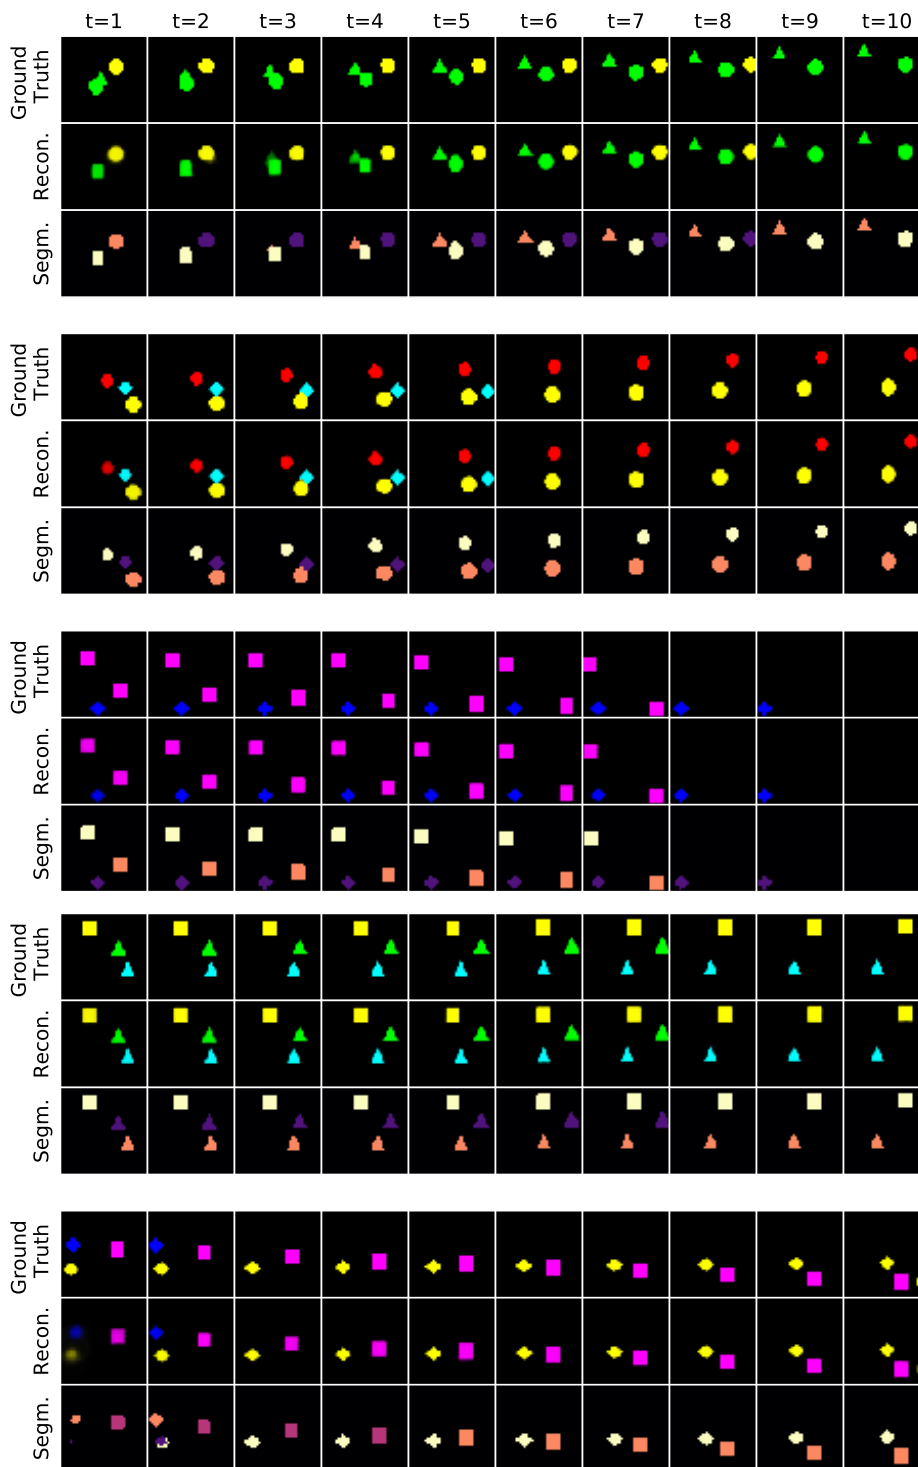 t=1 t=2 t=3 t=4 t=5 t=6 t=7 t=8 t=9 t=10
Ground
Truth
Recon.
Segm.
Ground
Truth
Recon.
Segm.
Ground
Truth
Recon.
Segm.
Ground
Truth
Recon.
Segm.
Ground
Truth
Recon.
Segm.